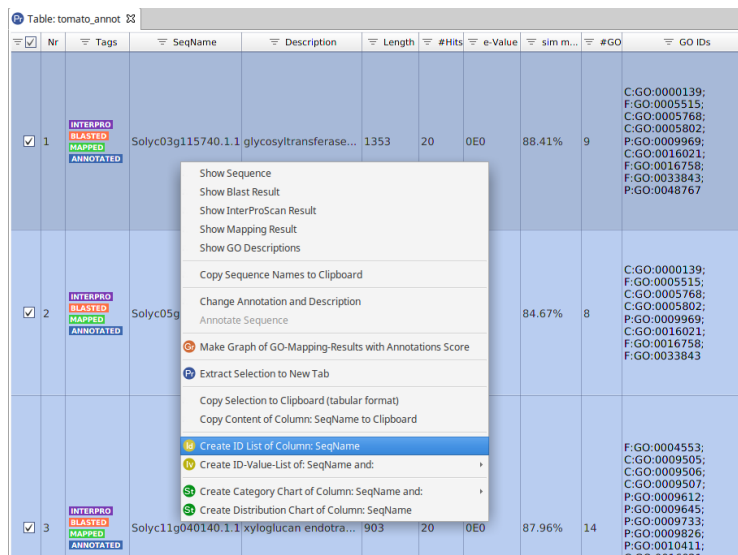 Table: tomato_annot
Nr Tags SeqName Description Length #Hits e-Value sim m... #GO GO IDs
C:GO:0000139;
F:GO:0005515;
C:GO:0005768;
C:GO:0005802;
P:GO:0009969;
C:GO:0016021;
F:GO:0016758;
F:GO:0033843;
P:GO:0048767
INTERPRO
BLASTED
MAPPED
ANNOTATED
1 Solyc03g115740.1.1 glycosyltransferase... 1353 20 0E0 88.41% 9
Show Sequence
Show Blast Result
Show InterProScan Result
Show Mapping Result
Show GO Descriptions
Copy Sequence Names to Clipboard
Change Annotation and Description
Annotate Sequence
Make Graph of GO-Mapping-Results with Annotations Score
Extract Selection to New Tab
Copy Selection to Clipboard (tabular format)
Copy Content of Column: SeqName to Clipboard
Create ID List of Column: SeqName
Create ID-Value-List of: SeqName and:
Create Category Chart of Column: SeqName and:
Create Distribution Chart of Column: SeqName
C:GO:0000139;
F:GO:0005515;
C:GO:0005768;
C:GO:0005802;
P:GO:0009969;
C:GO:0016021;
F:GO:0016758;
F:GO:0033843
INTERPRO
BLASTED
MAPPED
ANNOTATED
2 Solyc05g 84.67% 8
F:GO:0004553;
C:GO:0009505;
C:GO:0009506;
C:GO:0009507;
P:GO:0009612;
P:GO:0009645;
P:GO:0009733;
P:GO:0009826;
P:GO:0010411;
INTERPRO
BLASTED
MAPPED
ANNOTATED
3 Solyc11g040140.1.1 xyloglucan endotra... 903 20 0E0 87.96% 14